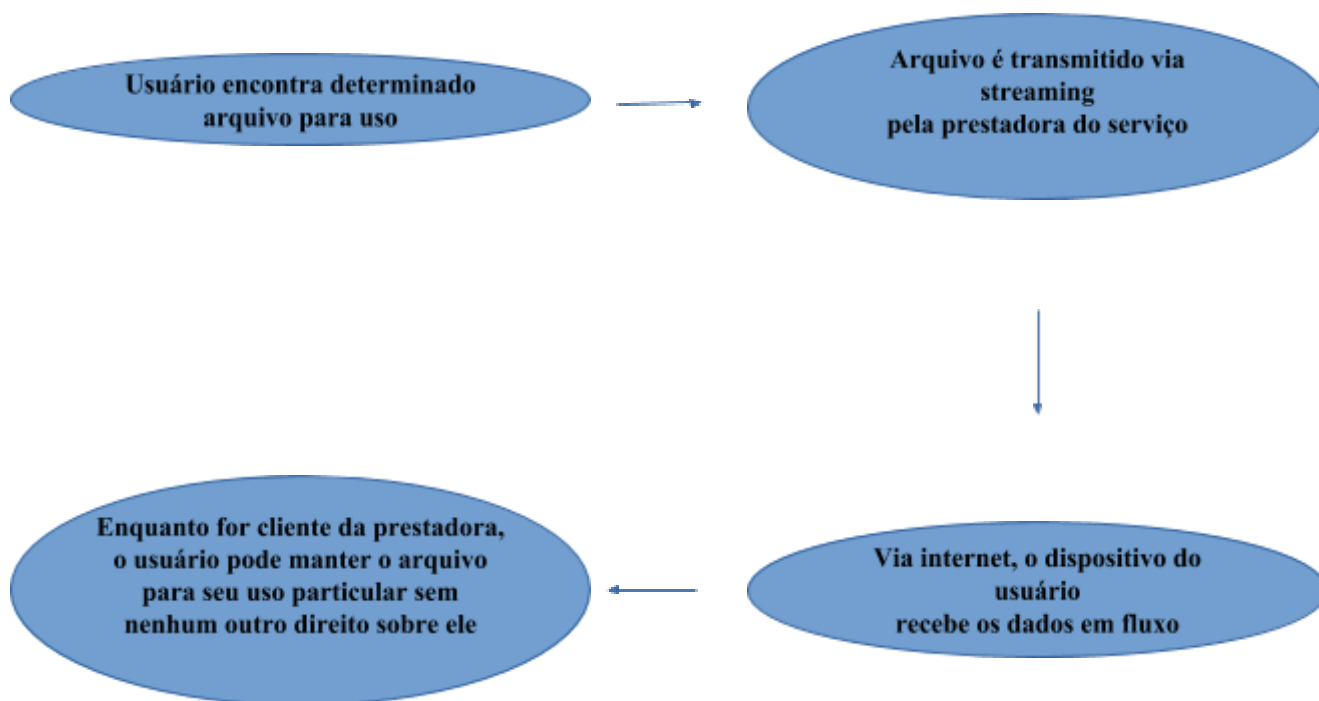 Usuário encontra determinado
arquivo para uso
Arquivo é transmitido via
streaming
pela prestadora do serviço
Via internet, o dispositivo do
usuário
recebe os dados em fluxo
Enquanto for cliente da prestadora,
o usuário pode manter o arquivo
para seu uso particular sem
nenhum outro direito sobre ele